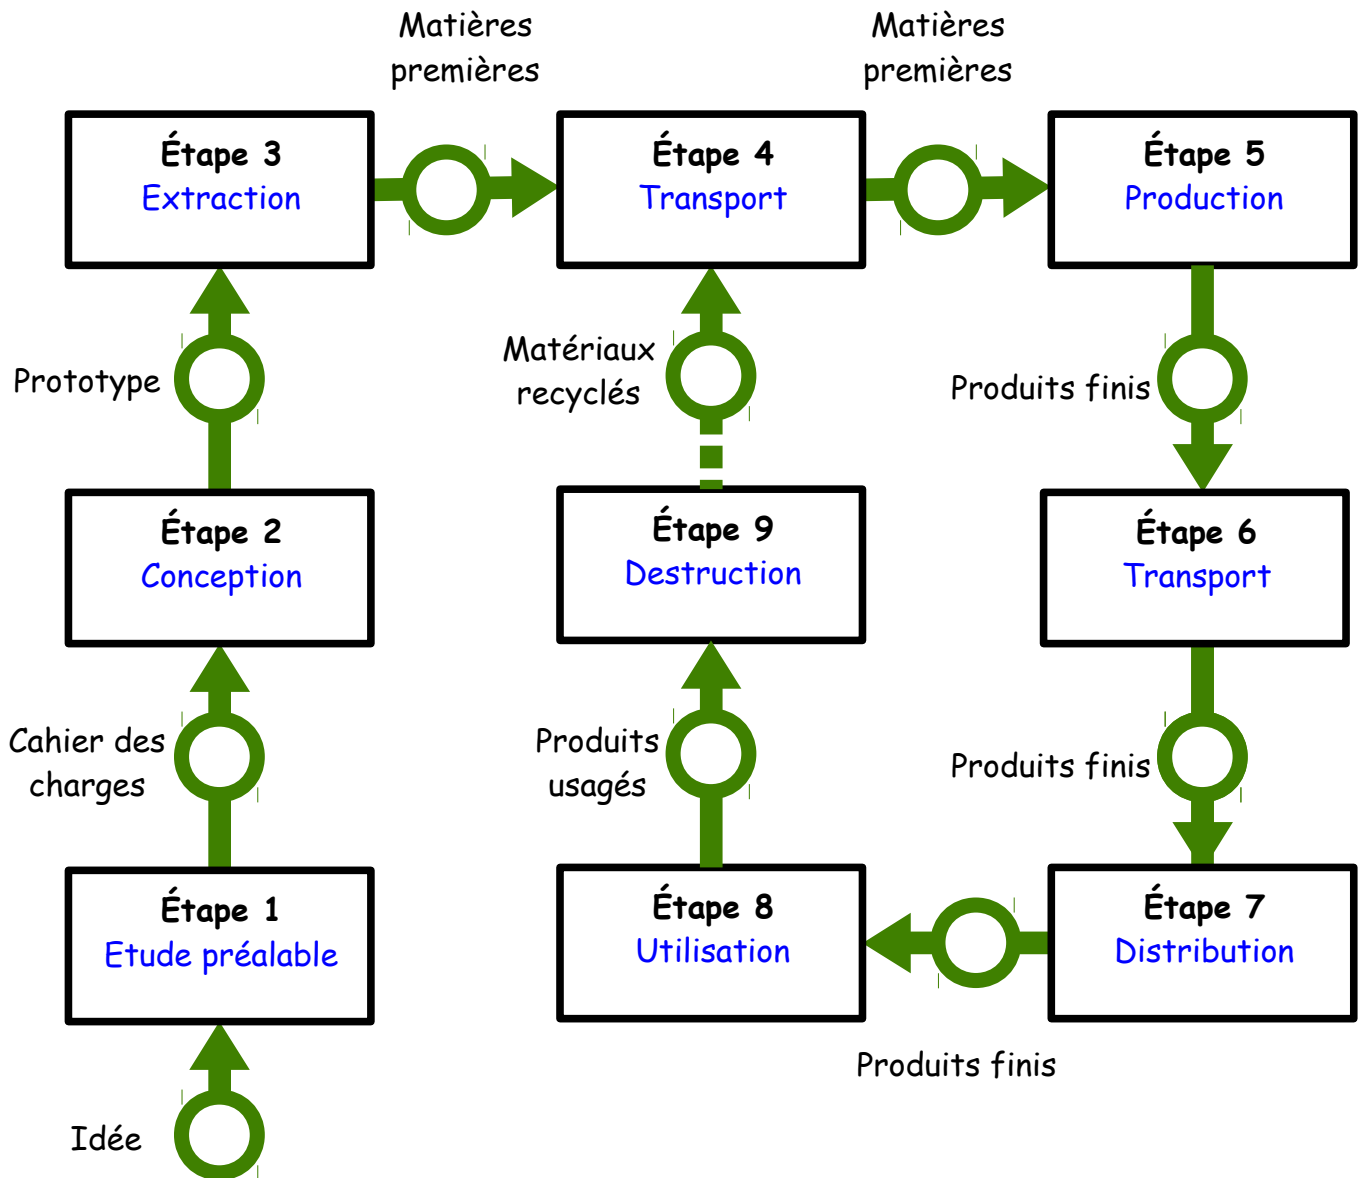 Matières
premières
Matières
premières
Étape 3
Extraction
Étape 4
Transport
Étape 5
Production
Prototype
Matériaux
recyclés
Produits finis
Étape 2
Conception
Étape 9
Destruction
Étape 6
Transport
Cahier des
charges
Produits
usagés
Produits finis
Étape 1
Etude préalable
Étape 8
Utilisation
Étape 7
Distribution
Produits finis
Idée